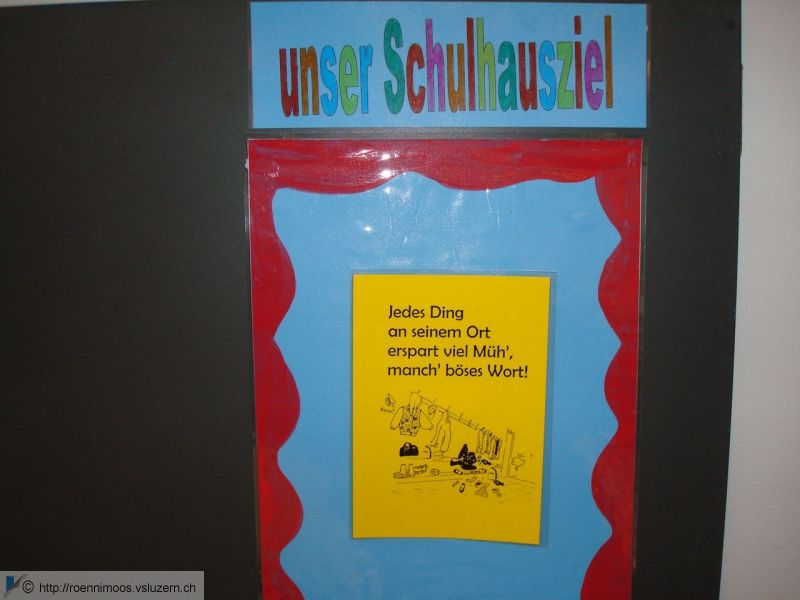 unser Schulhausziel
Jedes Ding
an seinem Ort
erspart viel Müh',
manch' böses Wort!
© http://roennimoos.vsluzern.ch